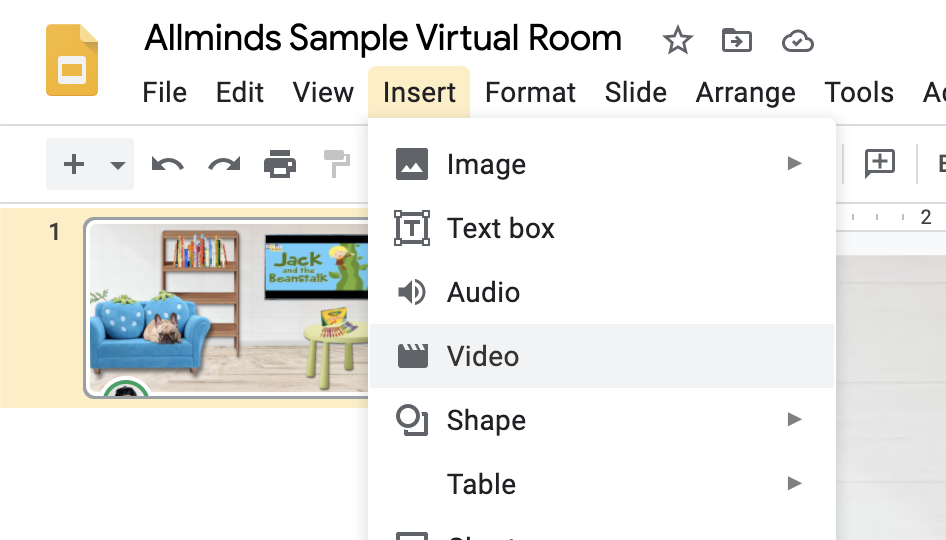 Allminds Sample Virtual Room
File Edit View Insert Format Slide Arrange Tools
Image
Text box
Audio
Video
Shape
Table
2
1
Jack
and the
Beanstalk